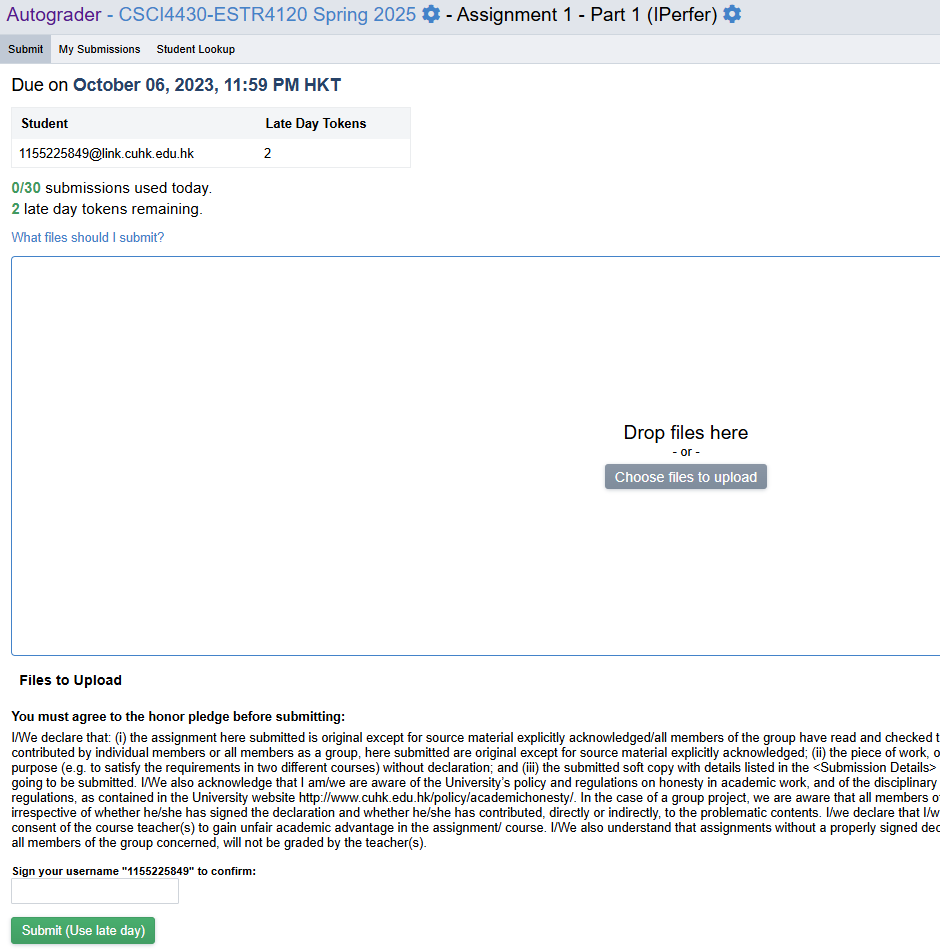 Autograder - CSCI4430-ESTR4120 Spring 2025 - Assignment 1 - Part 1 (IPerfer)
Submit My Submissions Student Lookup
Due on October 06, 2023, 11:59 PM HKT
Student Late Day Tokens
1155225849@link.cuhk.edu.hk 2
0/30 submissions used today.
2 late day tokens remaining.
What files should I submit?
Drop files here
- or -
Choose files to upload
Files to Upload
You must agree to the honor pledge before submitting:
I/We declare that: (i) the assignment here submitted is original except for source material explicitly acknowledged/all members of the group have read and checked t
contributed by individual members or all members as a group, here submitted are original except for source material explicitly acknowledged; (ii) the piece of work, o
purpose (e.g. to satisfy the requirements in two different courses) without declaration; and (iii) the submitted soft copy with details listed in the <Submission Details>
going to be submitted. I/We also acknowledge that I am/we are aware of the University's policy and regulations on honesty in academic work, and of the disciplinary
regulations, as contained in the University website http://www.cuhk.edu.hk/policy/academichonesty/. In the case of a group project, we are aware that all members o
irrespective of whether he/she has signed the declaration and whether he/she has contributed, directly or indirectly, to the problematic contents. I/we declare that I/w
consent of the course teacher(s) to gain unfair academic advantage in the assignment/ course. I/We also understand that assignments without a properly signed dec
all members of the group concerned, will not be graded by the teacher(s).
Sign your username "1155225849" to confirm:
Submit (Use late day)